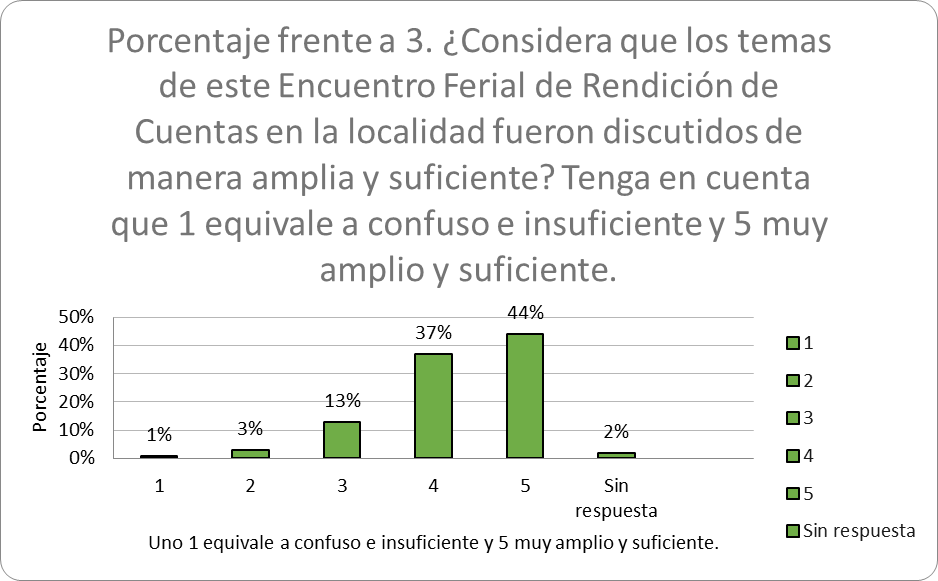 Porcentaje frente a 3. ¿Considera que los temas
de este Encuentro Ferial de Rendición de
Cuentas en la localidad fueron discutidos de
manera amplia y suficiente? Tenga en cuenta
que 1 equivale a confuso e insuficiente y 5 muy
amplio y suficiente.
Porcentaje
50%
40%
30%
20%
10%
0%
1%
3%
13%
37%
44%
2%
1
2
3
4
5
Sin
respuesta
Uno 1 equivale a confuso e insuficiente y 5 muy amplio y suficiente.
1
2
3
4
5
Sin respuesta